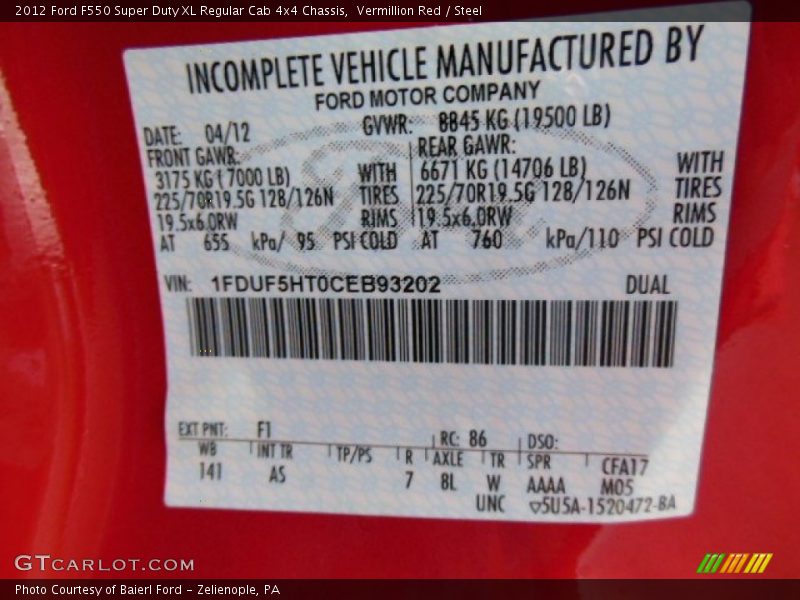 2012 Ford F550 Super Duty XL Regular Cab 4x4 Chassis, Vermillion Red / Steel
INCOMPLETE VEHICLE MANUFACTURED BY
FORD MOTOR COMPANY
DATE: 04/12 GVWR: 8845 KG (19500 LB)
FRONT GAWR: REAR GAWR:
3175 KG (7000 LB) WITH 6671 KG (14706 LB) WITH
225/70R19.5G 128/126N TIRES 225/70R19.5G 128/126N TIRES
19.5x6.0RW RIMS 19.5x6.0RW RIMS
AT 655 kPa/ 95 PSI COLD AT 760 kPa/110 PSI COLD
VIN: 1FDUF5HT0CEB93202 DUAL
EXT PNT: F1 RC: 86 DSO:
WB INT TR TP/PS R AXLE TR SPR CFA17
141 AS 7 8L W AAAA M05
UNC ▽5U5A-1520472-BA
GTCARLOT.COM
Photo Courtesy of Baierl Ford - Zelienople, PA